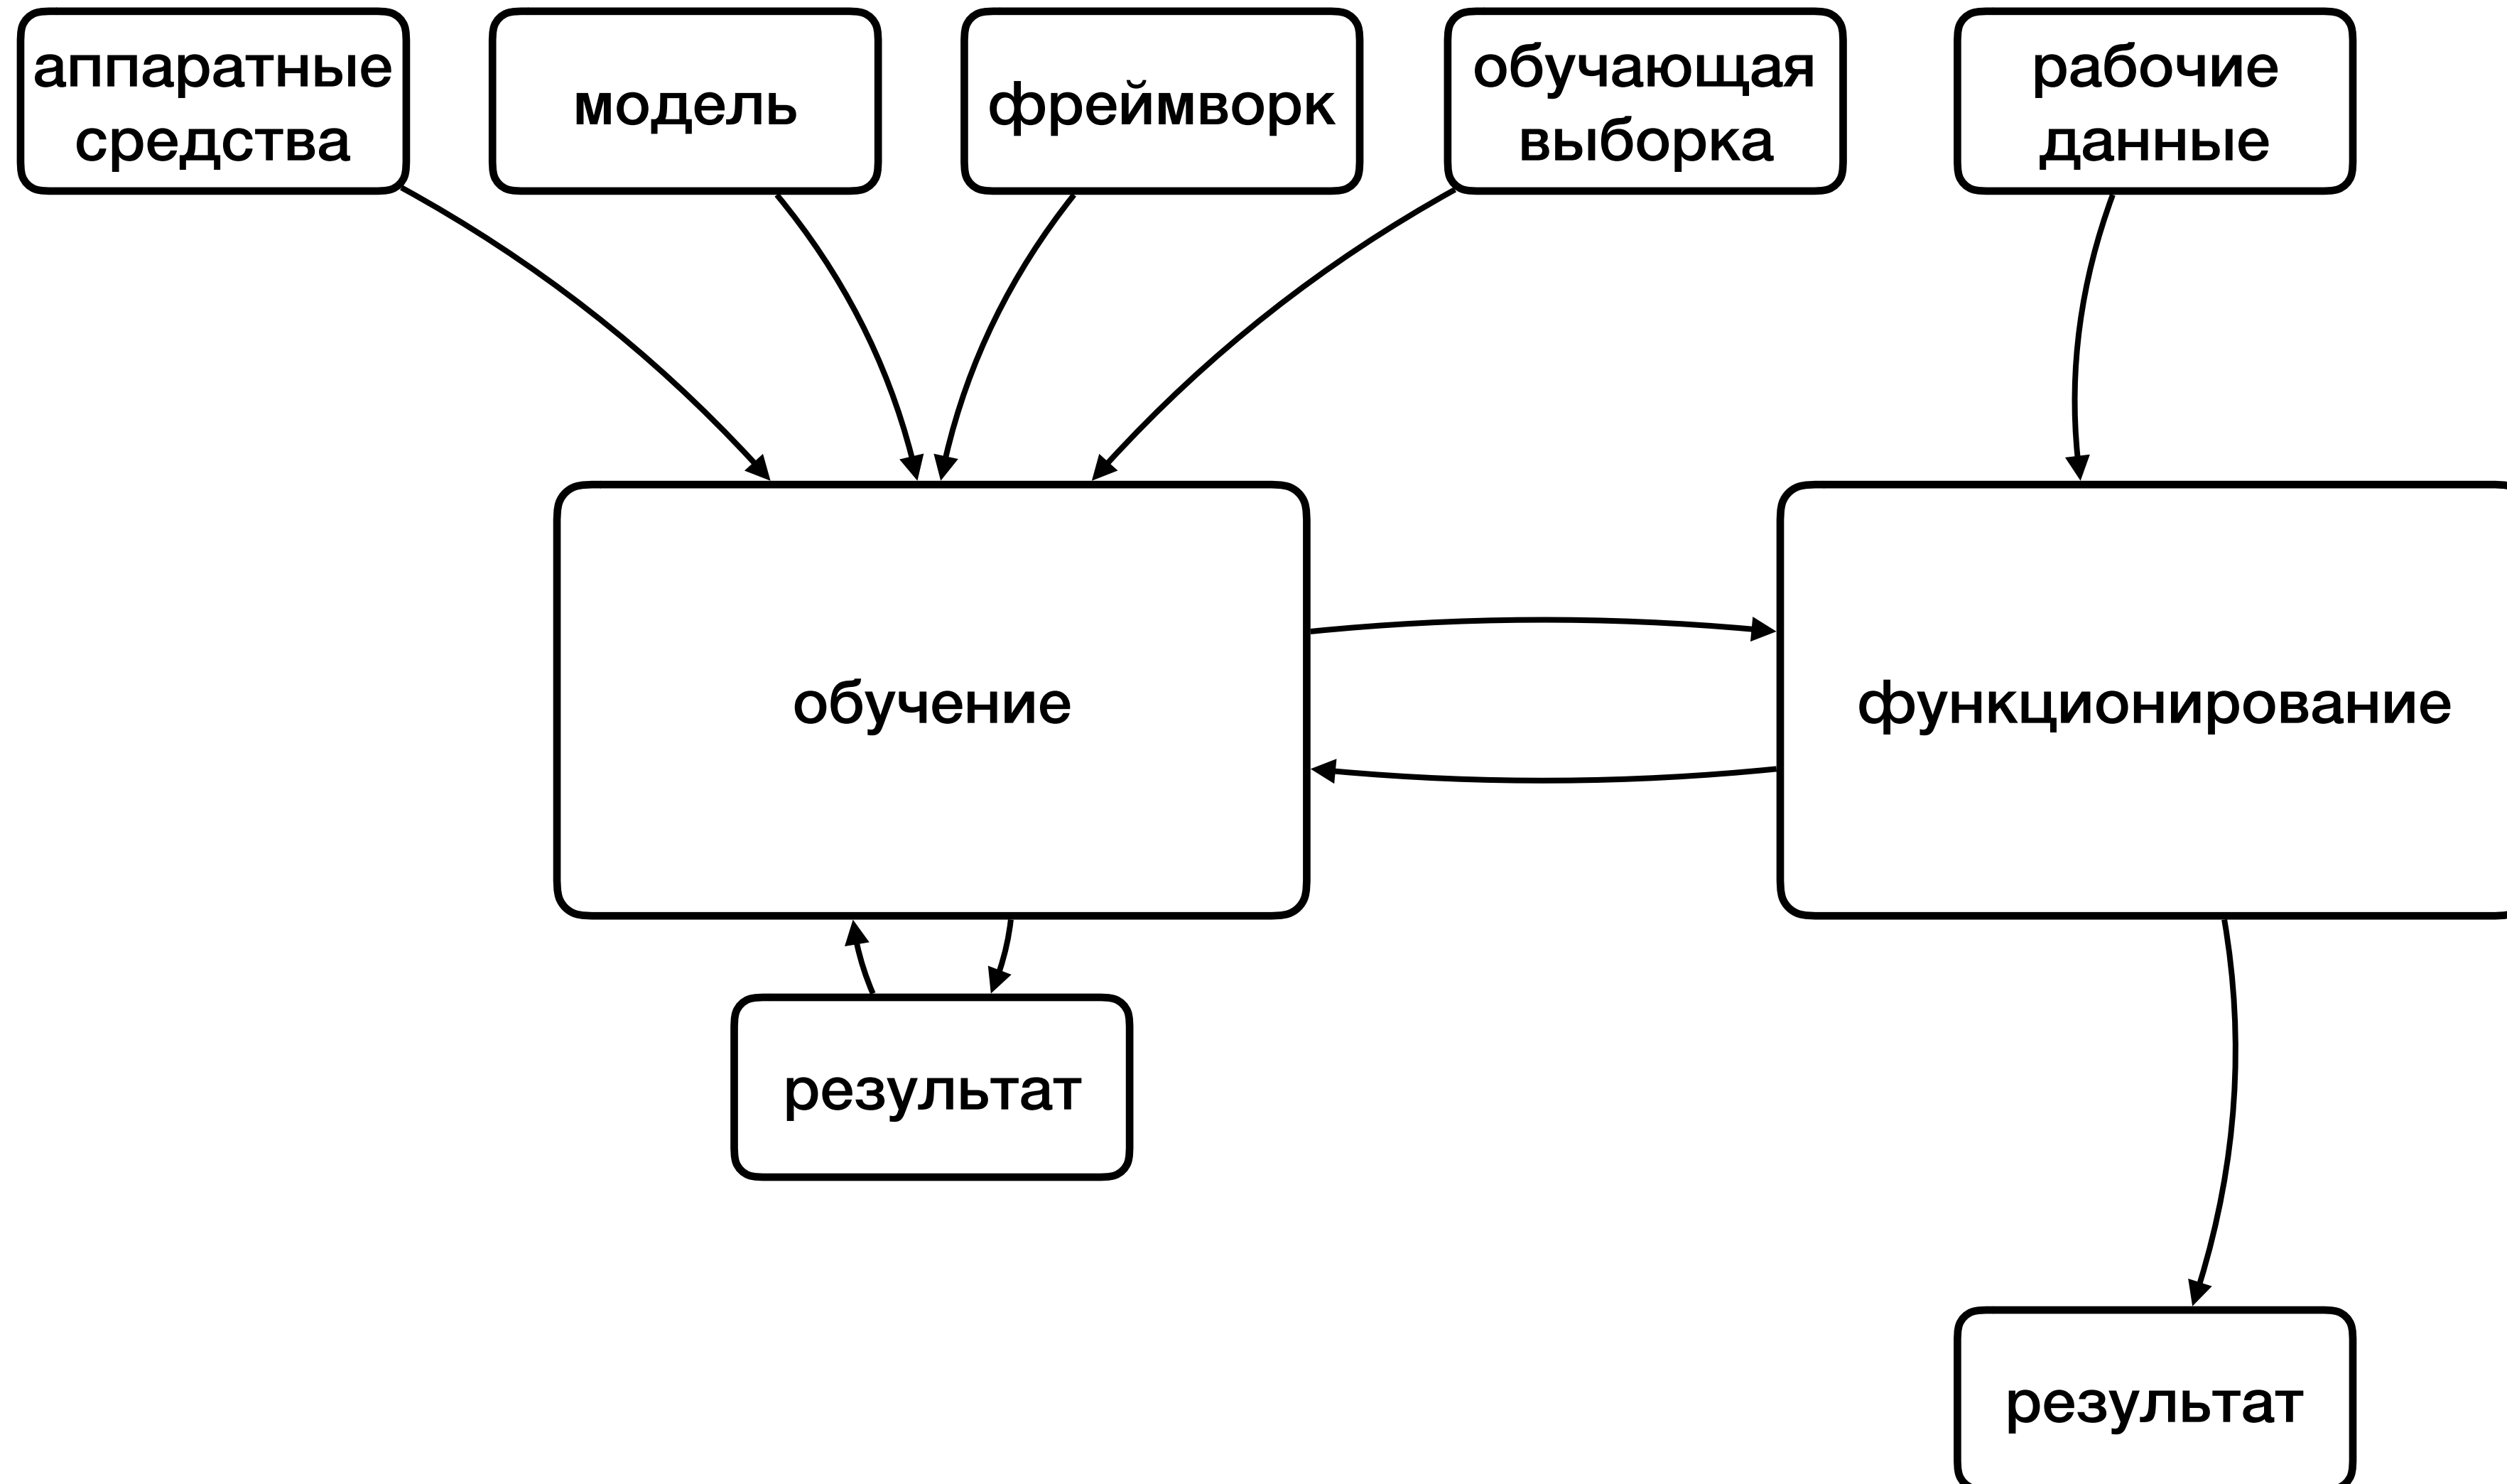 аппаратные
средства
модель
фреймворк
обучающая
выборка
рабочие
данные
обучение
функционирование
результат
результат